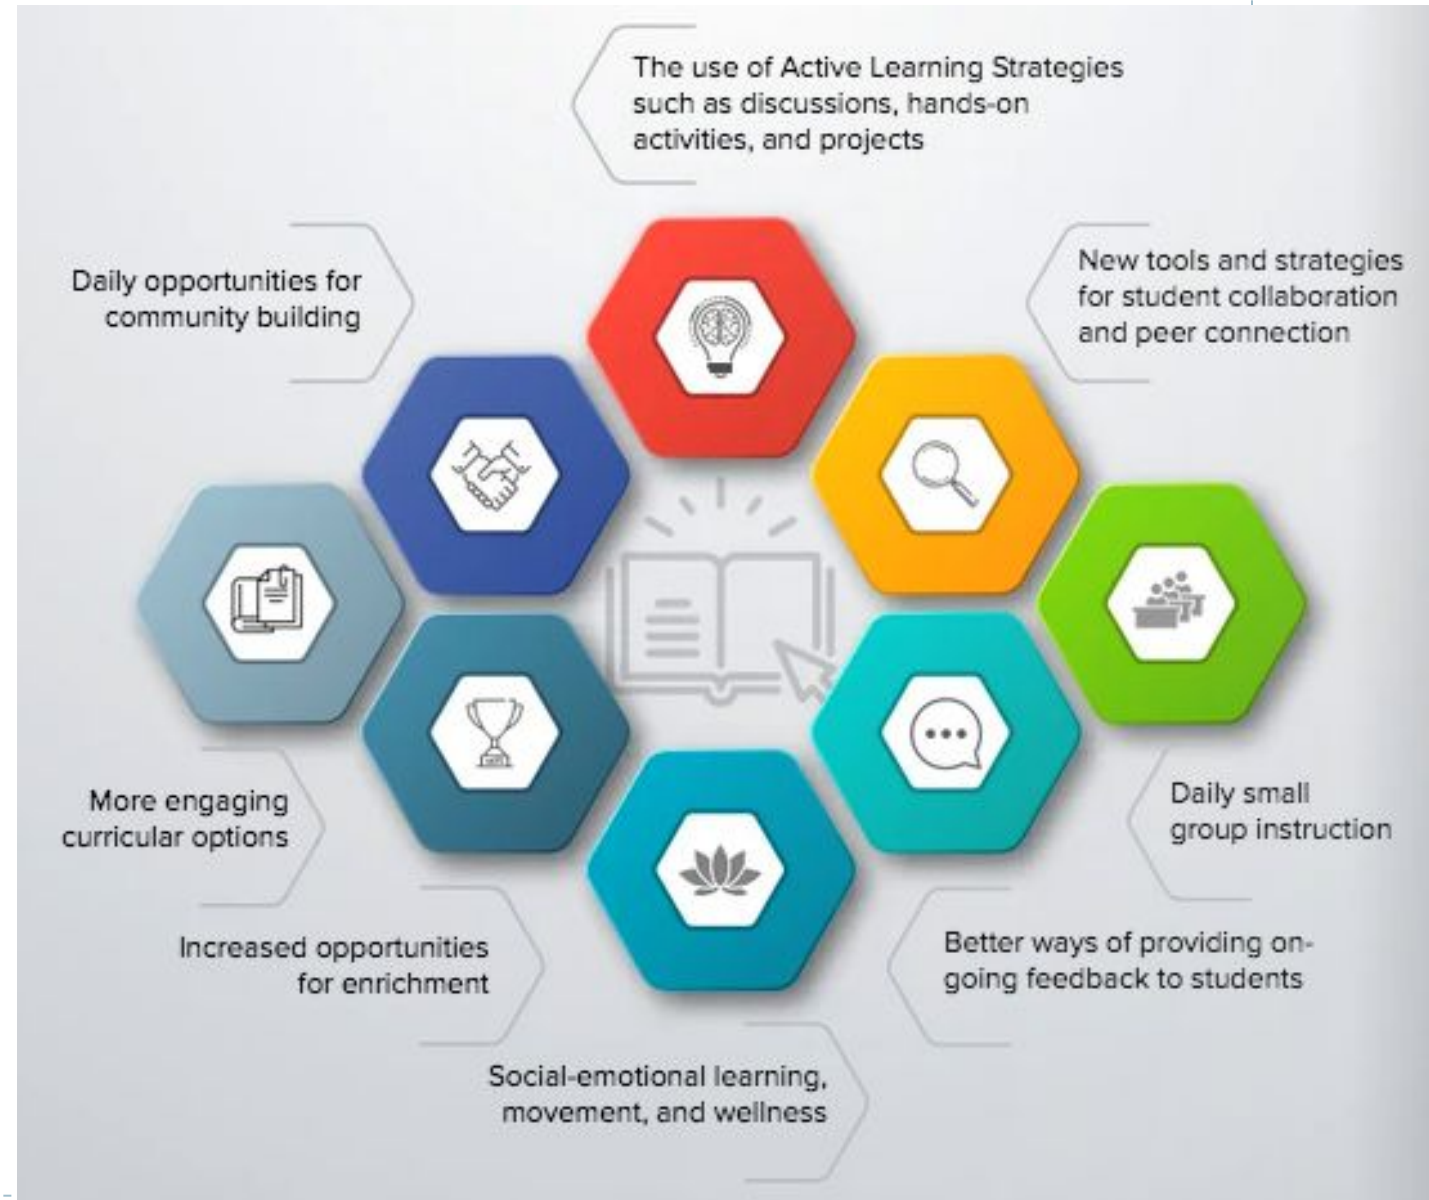 The use of Active Learning Strategies
such as discussions, hands-on
activities, and projects
Daily opportunities for
community building
New tools and strategies
for student collaboration
and peer connection
More engaging
curricular options
Daily small
group instruction
Increased opportunities
for enrichment
Better ways of providing on-
going feedback to students
Social-emotional learning,
movement, and wellness